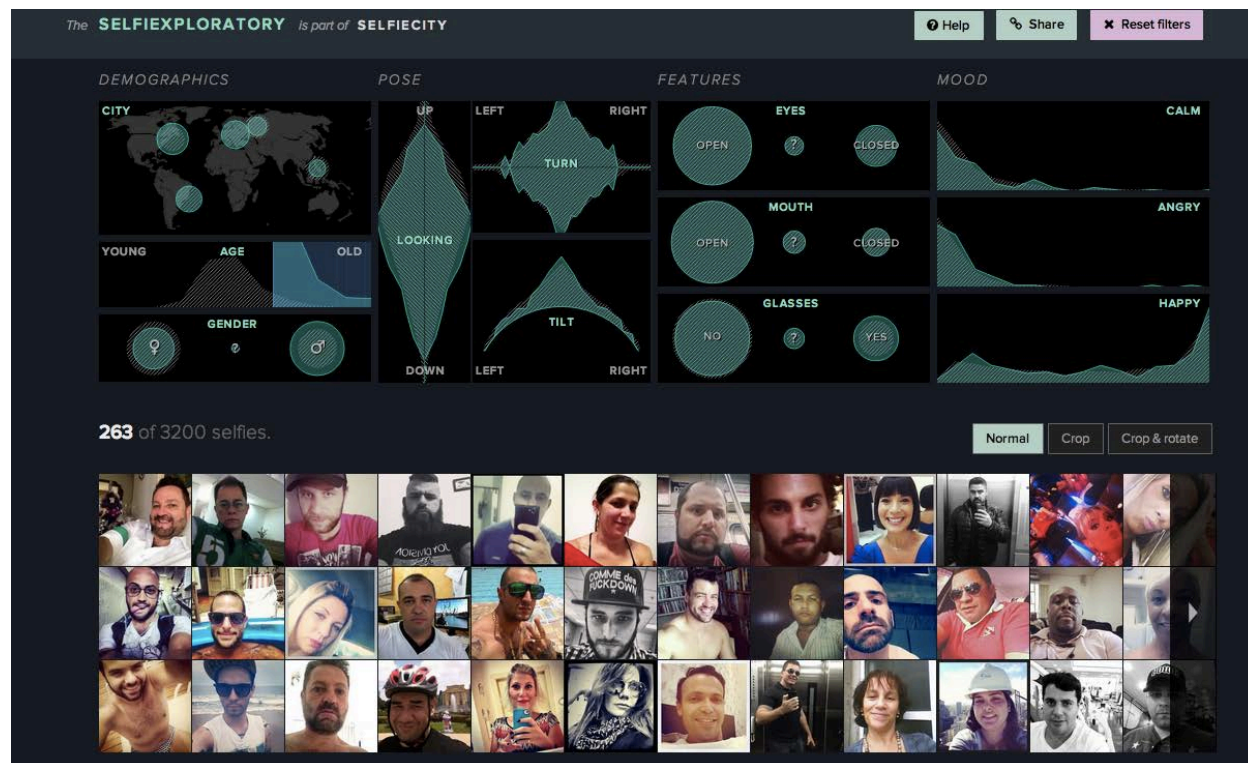 The SELFIEXPLORATORY is part of SELFIECITY
? Help
Share
× Reset filters
DEMOGRAPHICS
POSE
FEATURES
MOOD
CITY
YOUNG AGE OLD
GENDER
♀ ♂
UP
LOOKING
DOWN
LEFT RIGHT
TURN
TILT
LEFT RIGHT
EYES
OPEN ? CLOSED
MOUTH
OPEN ? CLOSED
GLASSES
NO ? YES
CALM
ANGRY
HAPPY
263 of 3200 selfies.
Normal
Crop
Crop & rotate
5
COMME des
FUCKDOWN